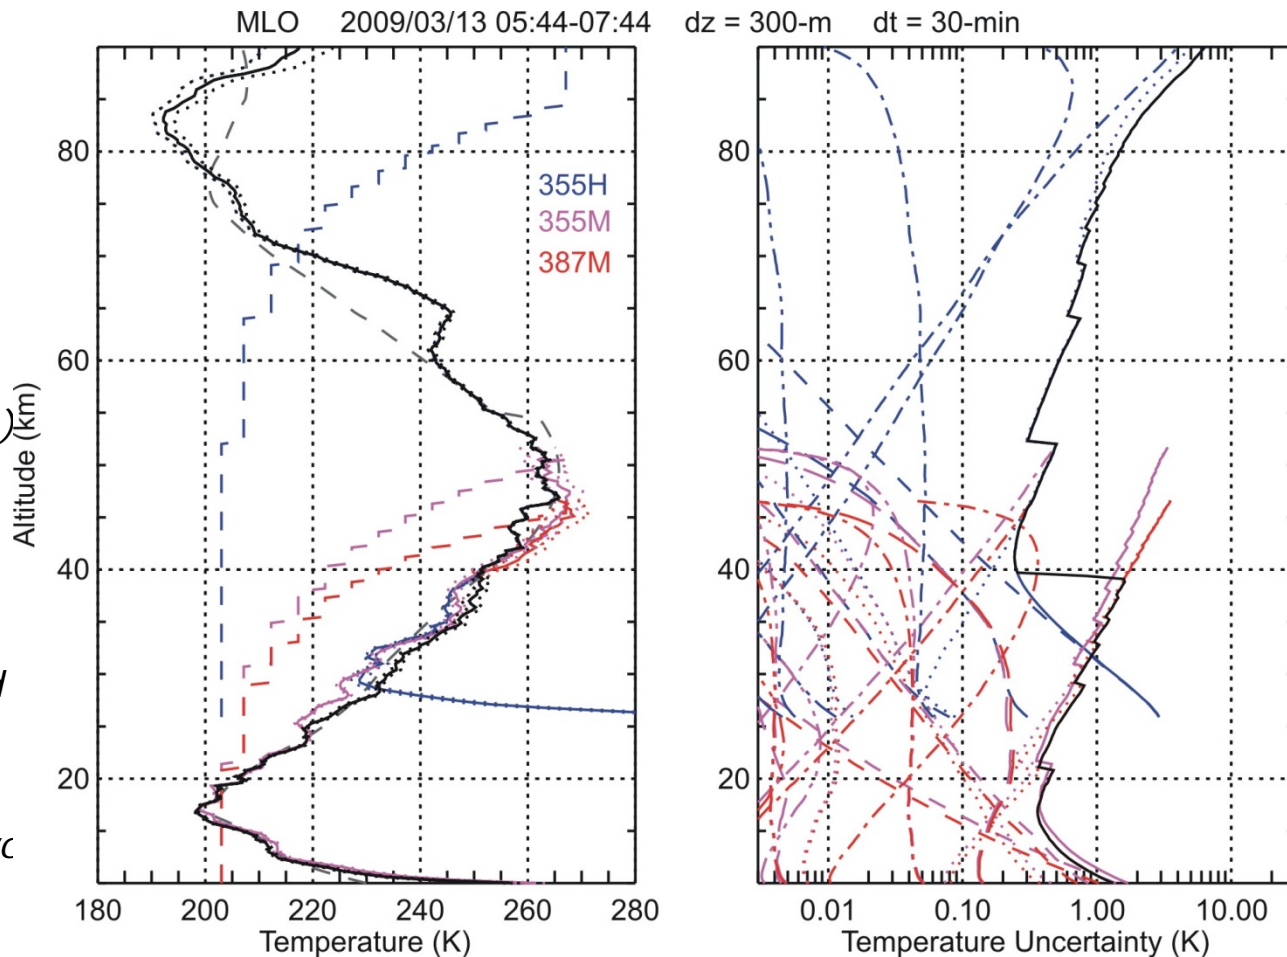 MLO 2009/03/13 05:44-07:44 dz = 300-m dt = 30-min
355H
355M
387M
80
60
40
20
Altitude (km)
180 200 220 240 260 280
Temperature (K)
80
60
40
20
0.01 0.10 1.00 10.00
Temperature Uncertainty (K)